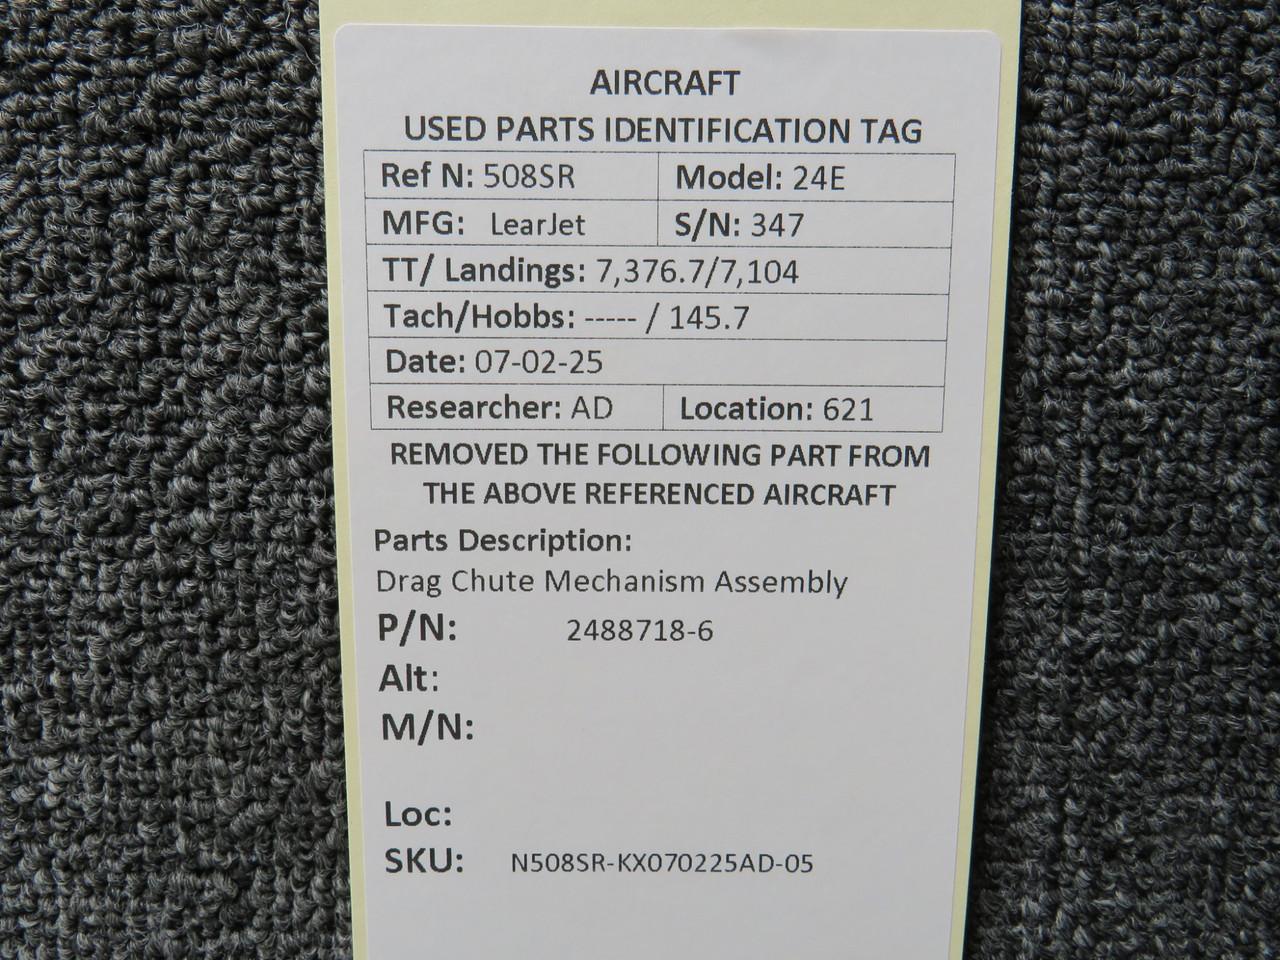 AIRCRAFT
USED PARTS IDENTIFICATION TAG
Ref N: 508SR Model: 24E
MFG: LearJet S/N: 347
TT/ Landings: 7,376.7/7,104
Tach/Hobbs: ----- / 145.7
Date: 07-02-25
Researcher: AD Location: 621
REMOVED THE FOLLOWING PART FROM
THE ABOVE REFERENCED AIRCRAFT
Parts Description:
Drag Chute Mechanism Assembly
P/N: 2488718-6
Alt:
M/N:
Loc:
SKU: N508SR-KX070225AD-05